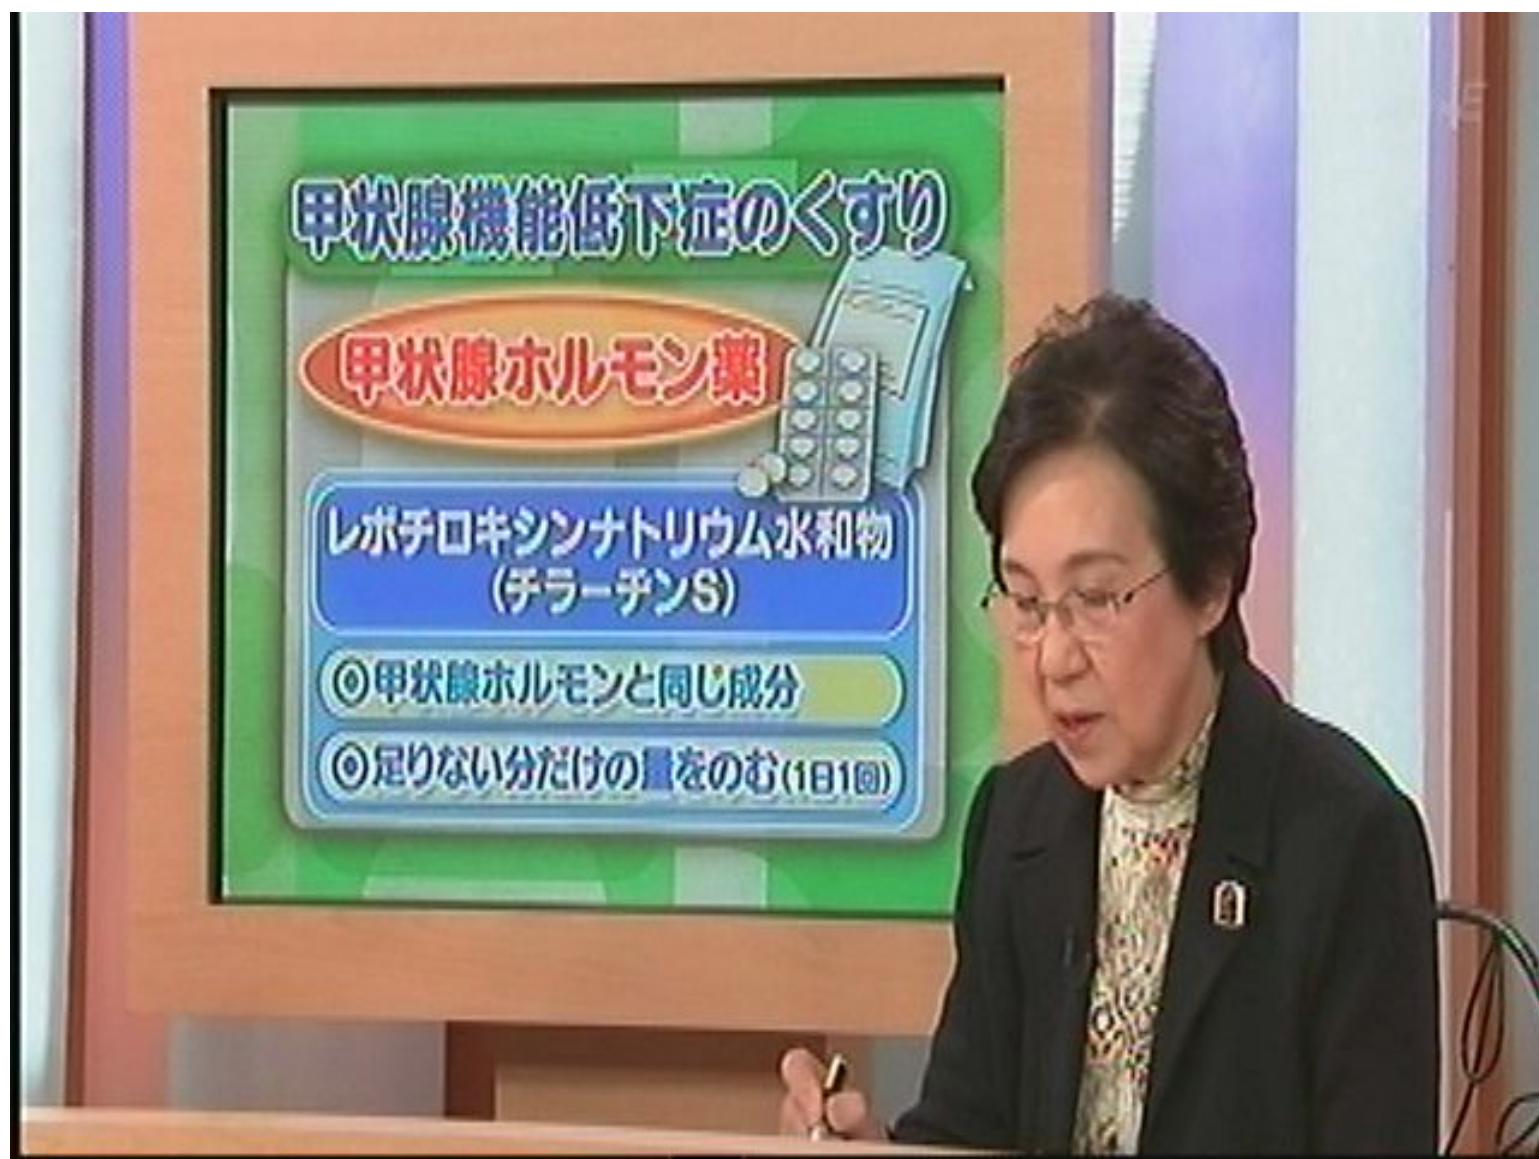 甲状腺機能低下症のくすり
甲状腺ホルモン薬
レボチロキシンナトリウム水和物
(チラーヂンS)
◎甲状腺ホルモンと同じ成分
◎足りない分だけの量をのむ(1日1回)